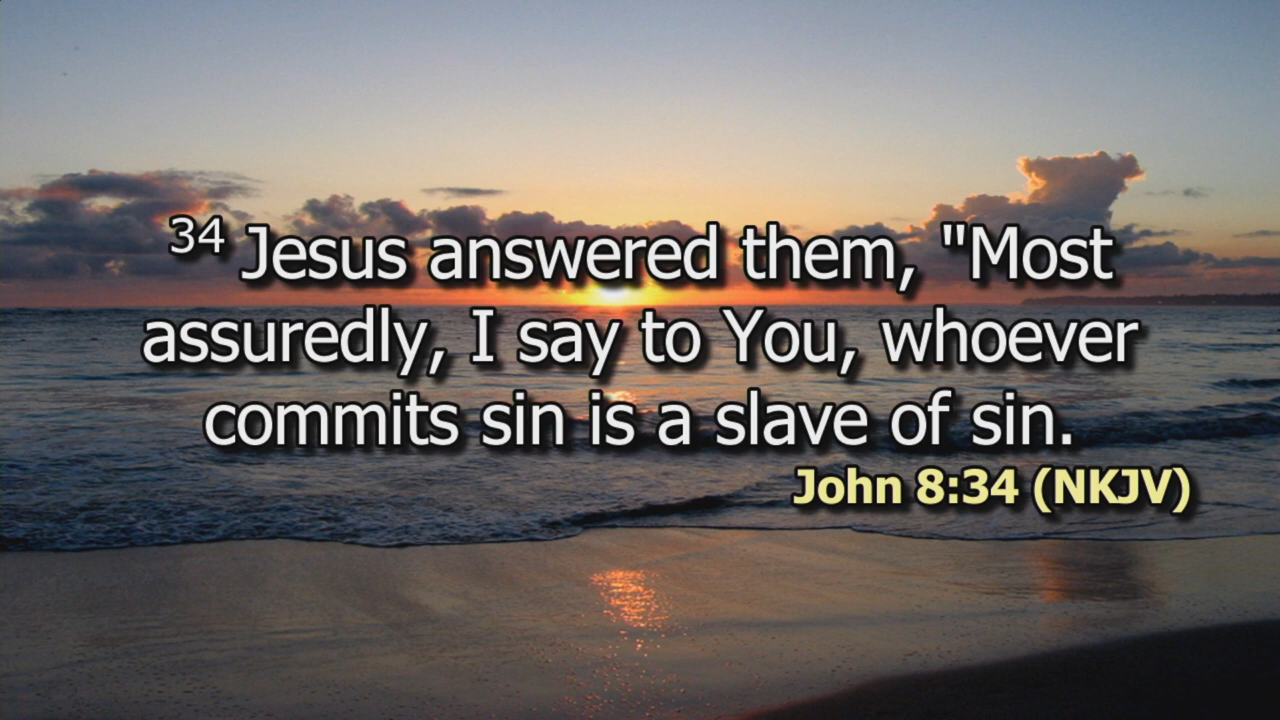 34 Jesus answered them, "Most
assuredly, I say to You, whoever
commits sin is a slave of sin.
John 8:34 (NKJV)